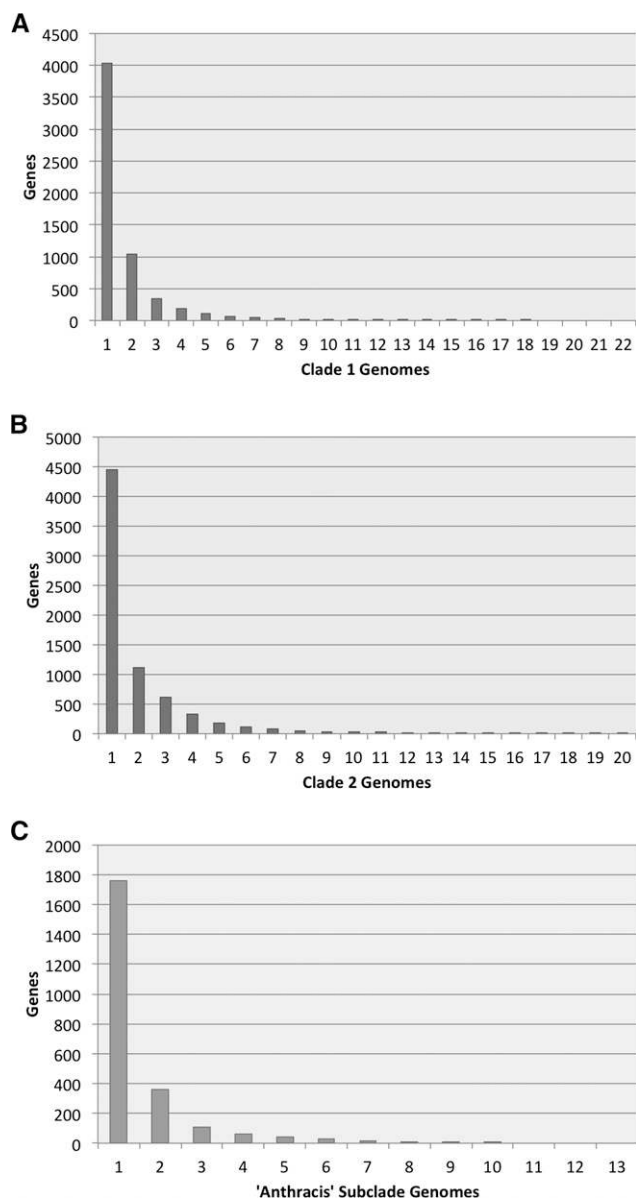 A
4500
4000
3500
3000
2500
2000
1500
1000
500
0
Genes
1 2 3 4 5 6 7 8 9 10 11 12 13 14 15 16 17 18 19 20 21 22
Clade 1 Genomes
B
5000
4500
4000
3500
3000
2500
2000
1500
1000
500
0
Genes
1 2 3 4 5 6 7 8 9 10 11 12 13 14 15 16 17 18 19 20
Clade 2 Genomes
C
2000
1800
1600
1400
1200
1000
800
600
400
200
0
Genes
1 2 3 4 5 6 7 8 9 10 11 12 13
'Anthracis' Subclade Genomes